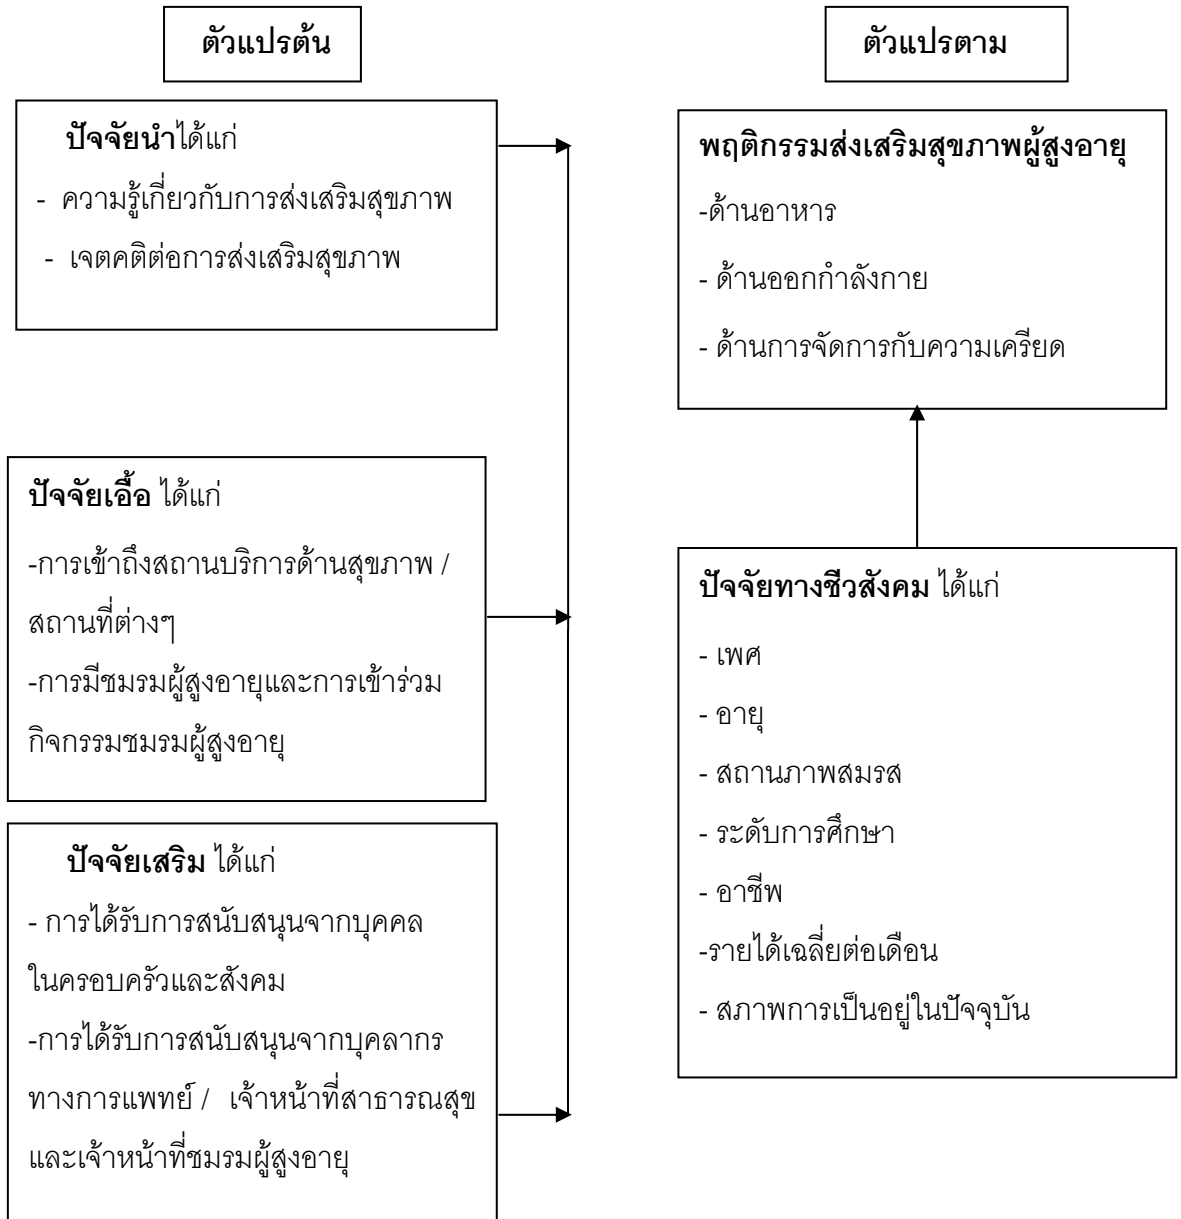 ตัวแปรต้น
ตัวแปรตาม
ปัจจัยนำได้แก่
- ความรู้เกี่ยวกับการส่งเสริมสุขภาพ
- เจตคติต่อการส่งเสริมสุขภาพ
พฤติกรรมส่งเสริมสุขภาพผู้สูงอายุ
-ด้านอาหาร
- ด้านออกกำลังกาย
- ด้านการจัดการกับความเครียด
ปัจจัยเอื้อ ได้แก่
-การเข้าถึงสถานบริการด้านสุขภาพ /
สถานที่ต่างๆ
-การมีชมรมผู้สูงอายุและการเข้าร่วม
กิจกรรมชมรมผู้สูงอายุ
ปัจจัยทางชีวสังคม ได้แก่
- เพศ
- อายุ
- สถานภาพสมรส
- ระดับการศึกษา
- อาชีพ
-รายได้เฉลี่ยต่อเดือน
- สภาพการเป็นอยู่ในปัจจุบัน
ปัจจัยเสริม ได้แก่
- การได้รับการสนับสนุนจากบุคคล
ในครอบครัวและสังคม
-การได้รับการสนับสนุนจากบุคลากร
ทางการแพทย์ / เจ้าหน้าที่สาธารณสุข
และเจ้าหน้าที่ชมรมผู้สูงอายุ